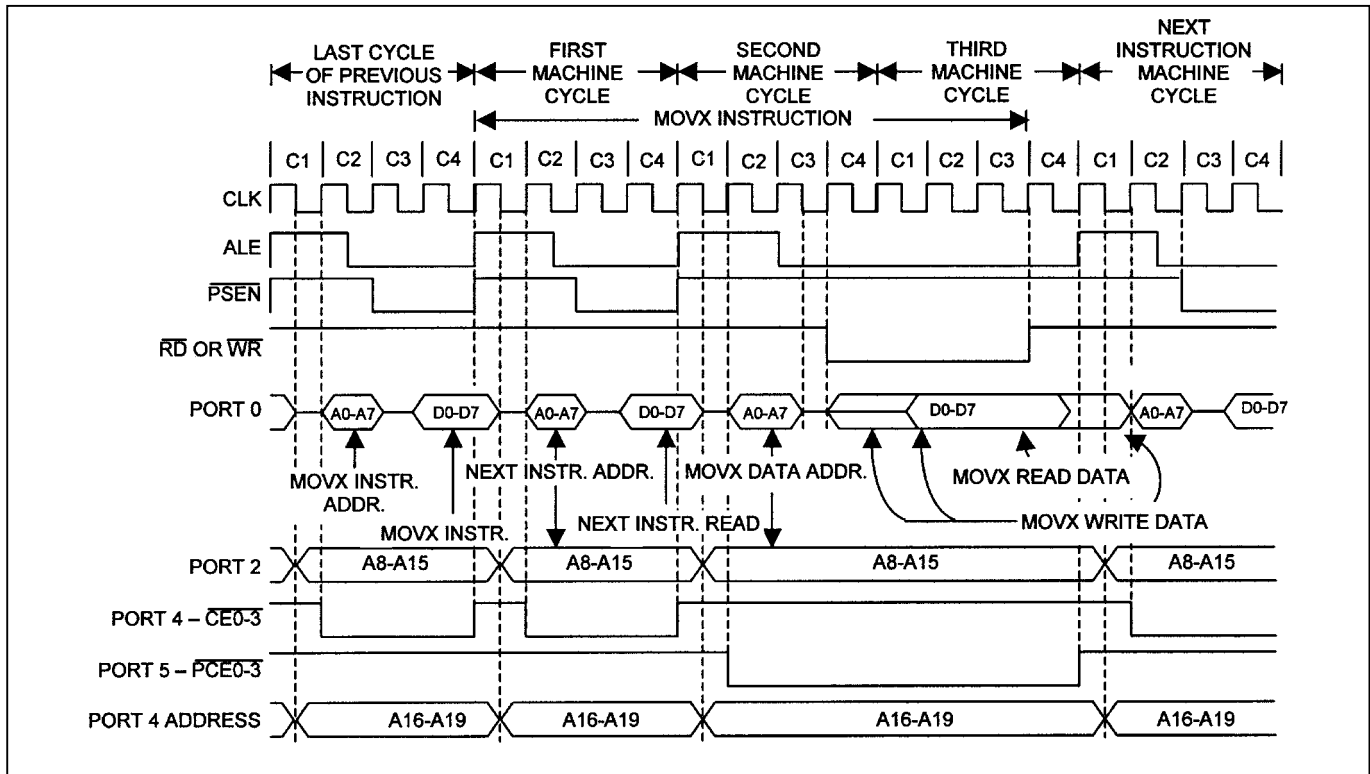 LAST CYCLE
OF PREVIOUS
INSTRUCTION
FIRST
MACHINE
CYCLE
SECOND
MACHINE
CYCLE
THIRD
MACHINE
CYCLE
NEXT
INSTRUCTION
MACHINE
CYCLE
MOVX INSTRUCTION
C1 C2 C3 C4 C1 C2 C3 C4 C1 C2 C3 C4 C1 C2 C3 C4 C1 C2 C3 C4
CLK
ALE
PSEN
RD OR WR
PORT 0 A0-A7 D0-D7 A0-A7 D0-D7 A0-A7 D0-D7 A0-A7 D0-D7
MOVX INSTR.
ADDR.
NEXT INSTR. ADDR.
MOVX DATA ADDR.
MOVX READ DATA
MOVX INSTR.
NEXT INSTR. READ
MOVX WRITE DATA
PORT 2 A8-A15 A8-A15 A8-A15 A8-A15
PORT 4 – CE0-3
PORT 5 – PCE0-3
PORT 4 ADDRESS A16-A19 A16-A19 A16-A19 A16-A19